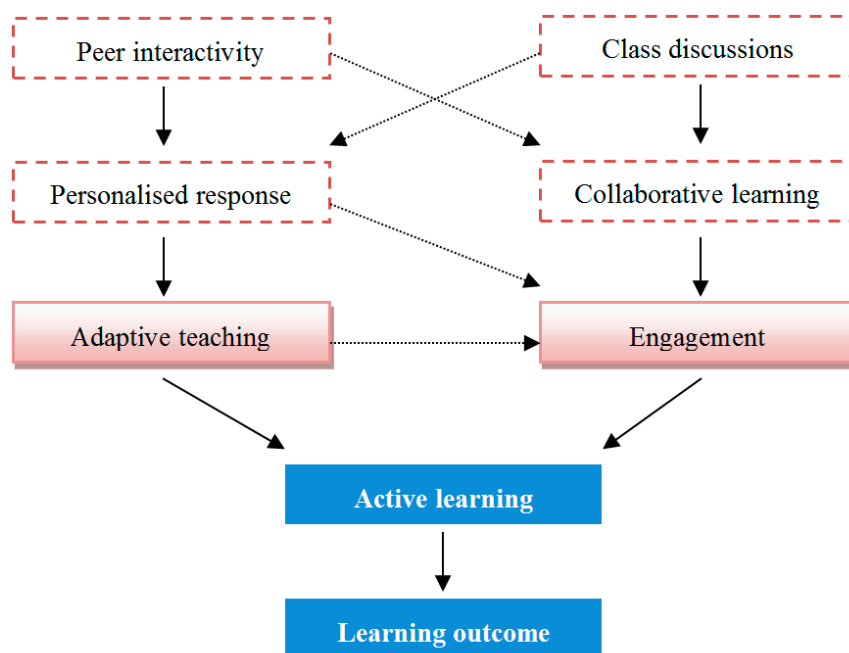 Peer interactivity
Class discussions
Personalised response
Collaborative learning
Adaptive teaching
Engagement
Active learning
Learning outcome